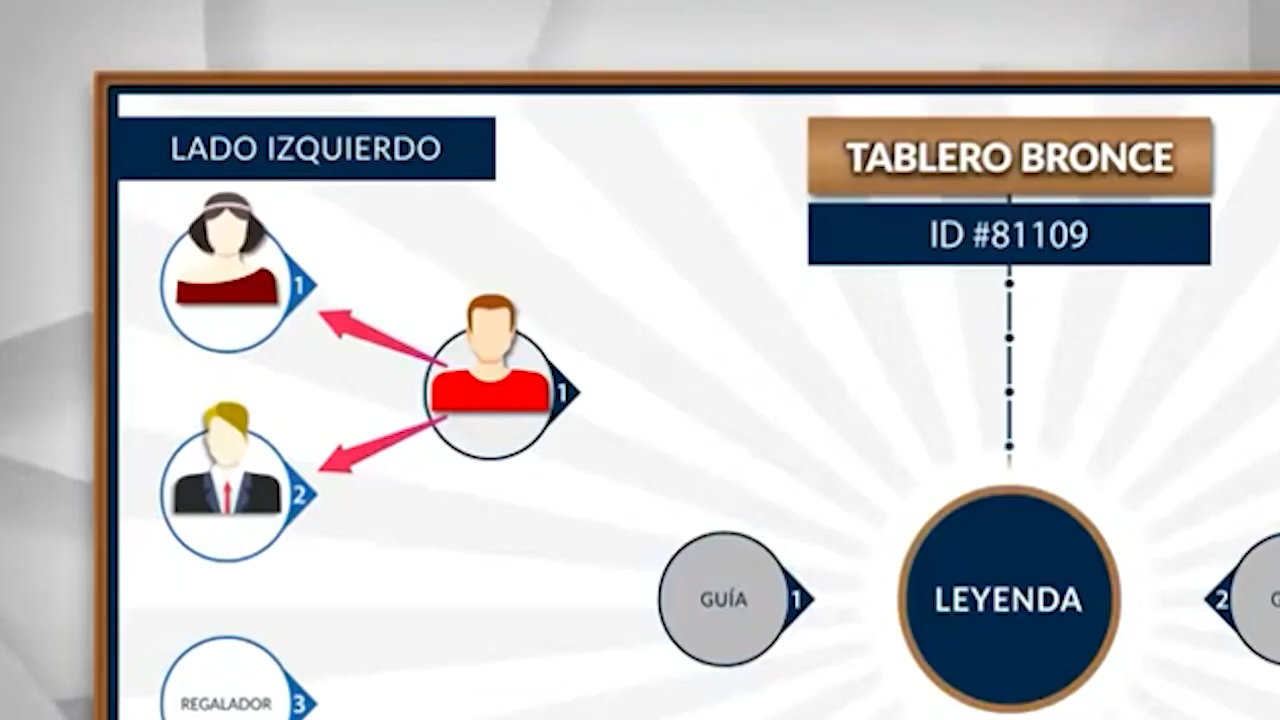 LADO IZQUIERDO
TABLERO BRONCE
ID #81109
1
1
2
GUÍA 1
LEYENDA
2
REGALADOR 3